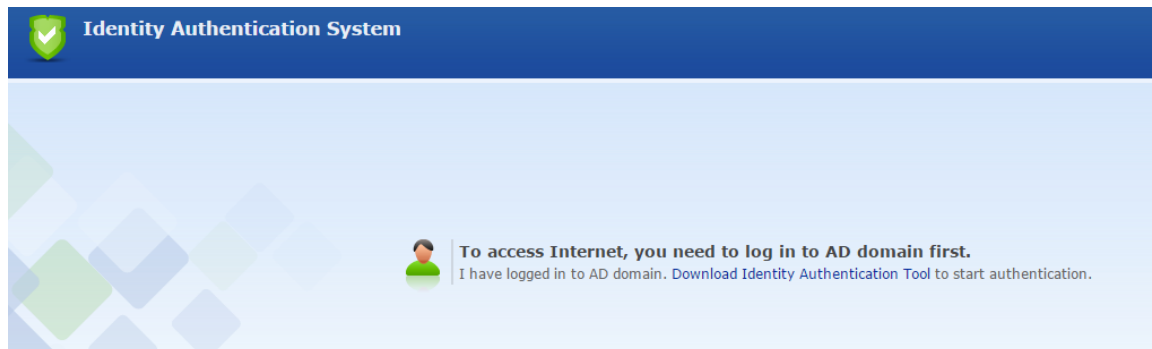 Identity Authentication System
To access Internet, you need to log in to AD domain first.
I have logged in to AD domain. Download Identity Authentication Tool to start authentication.